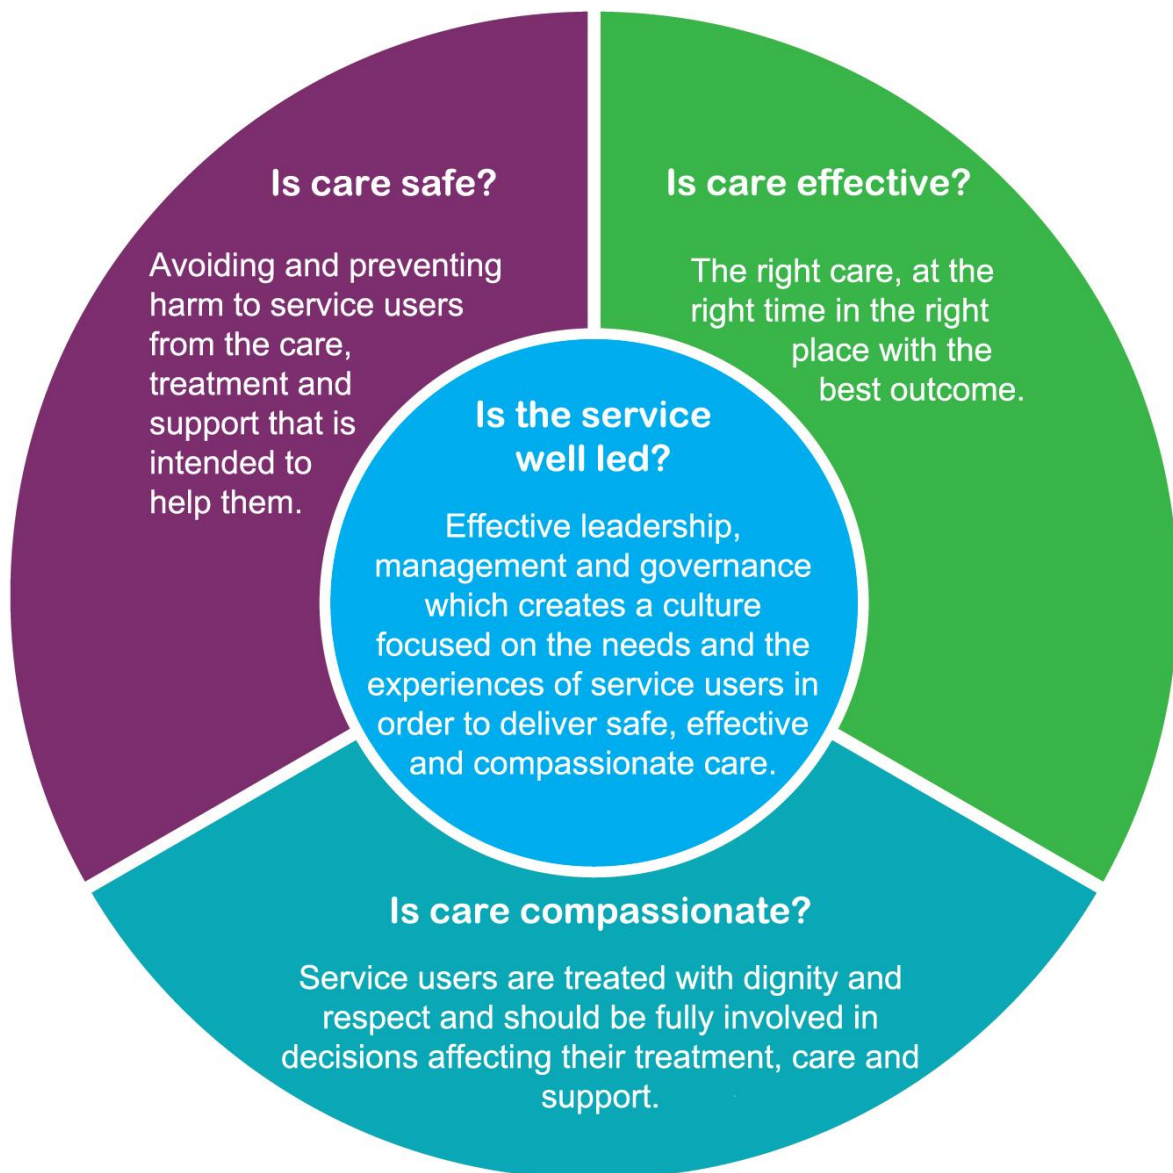 Is care safe?
Avoiding and preventing
harm to service users
from the care,
treatment and
support that is
intended to
help them.
Is care effective?
The right care, at the
right time in the right
place with the
best outcome.
Is the service
well led?
Effective leadership,
management and governance
which creates a culture
focused on the needs and the
experiences of service users in
order to deliver safe, effective
and compassionate care.
Is care compassionate?
Service users are treated with dignity and
respect and should be fully involved in
decisions affecting their treatment, care and
support.